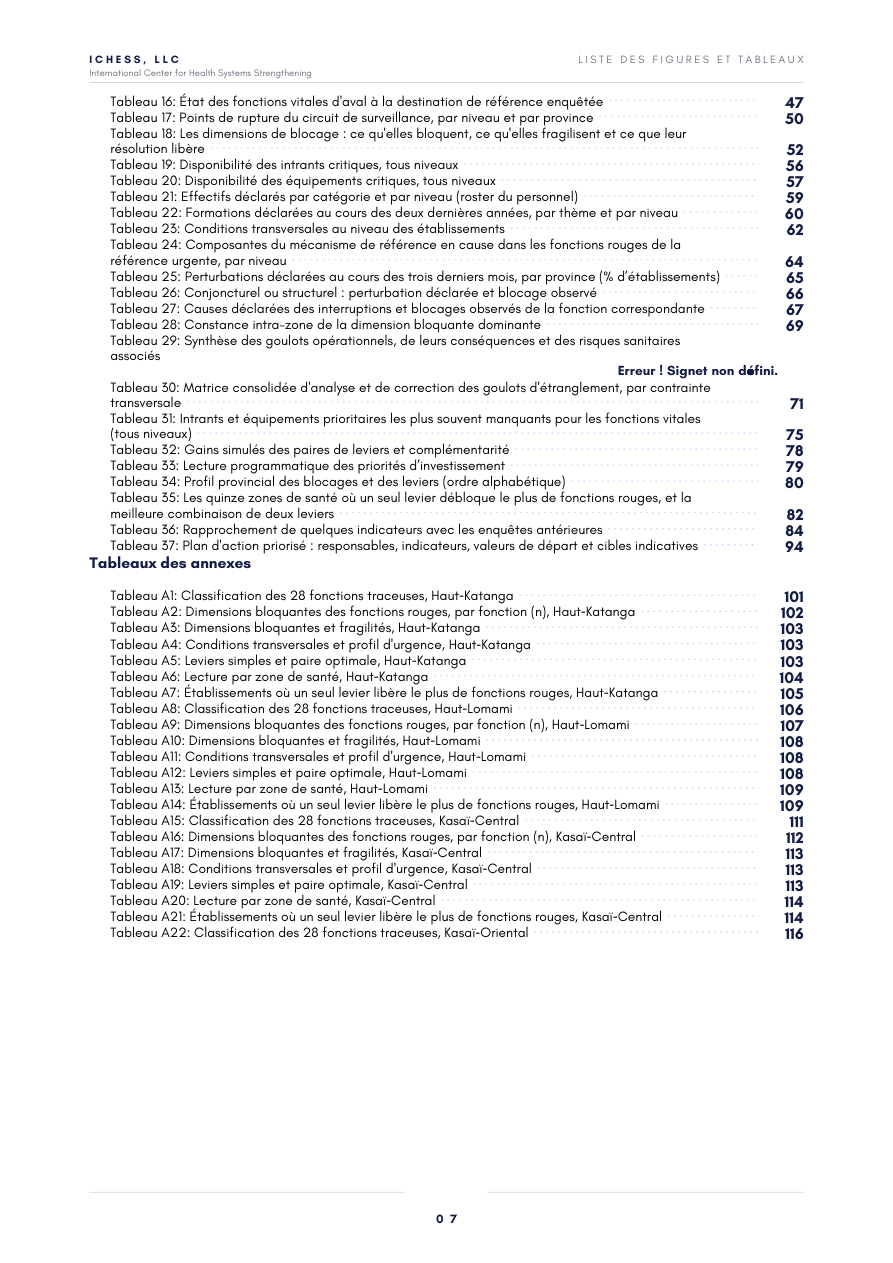 ICHESS, LLC
LISTE DES FIGURES ET TABLEAUX
International Center for Health Systems Strengthening
Tableau 16: État des fonctions vitales d'aval à la destination de référence enquêtée 47
Tableau 17: Points de rupture du circuit de surveillance, par niveau et par province 50
Tableau 18: Les dimensions de blocage : ce qu'elles bloquent, ce qu'elles fragilisent et ce que leur
résolution libère 52
Tableau 19: Disponibilité des intrants critiques, tous niveaux 56
Tableau 20: Disponibilité des équipements critiques, tous niveaux 57
Tableau 21: Effectifs déclarés par catégorie et par niveau (roster du personnel) 59
Tableau 22: Formations déclarées au cours des deux dernières années, par thème et par niveau 60
Tableau 23: Conditions transversales au niveau des établissements 62
Tableau 24: Composantes du mécanisme de référence en cause dans les fonctions rouges de la
référence urgente, par niveau 64
Tableau 25: Perturbations déclarées au cours des trois derniers mois, par province (% d’établissements) 65
Tableau 26: Conjoncturel ou structurel : perturbation déclarée et blocage observé 66
Tableau 27: Causes déclarées des interruptions et blocages observés de la fonction correspondante 67
Tableau 28: Constance intra-zone de la dimension bloquante dominante 69
Tableau 29: Synthèse des goulots opérationnels, de leurs conséquences et des risques sanitaires
associés
Erreur ! Signet non défini.
Tableau 30: Matrice consolidée d'analyse et de correction des goulots d'étranglement, par contrainte
transversale 71
Tableau 31: Intrants et équipements prioritaires les plus souvent manquants pour les fonctions vitales
(tous niveaux) 75
Tableau 32: Gains simulés des paires de leviers et complémentarité 78
Tableau 33: Lecture programmatique des priorités d’investissement 79
Tableau 34: Profil provincial des blocages et des leviers (ordre alphabétique) 80
Tableau 35: Les quinze zones de santé où un seul levier débloque le plus de fonctions rouges, et la
meilleure combinaison de deux leviers 82
Tableau 36: Rapprochement de quelques indicateurs avec les enquêtes antérieures 84
Tableau 37: Plan d'action priorisé : responsables, indicateurs, valeurs de départ et cibles indicatives 94
Tableaux des annexes
Tableau A1: Classification des 28 fonctions traceuses, Haut-Katanga 101
Tableau A2: Dimensions bloquantes des fonctions rouges, par fonction (n), Haut-Katanga 102
Tableau A3: Dimensions bloquantes et fragilités, Haut-Katanga 103
Tableau A4: Conditions transversales et profil d'urgence, Haut-Katanga 103
Tableau A5: Leviers simples et paire optimale, Haut-Katanga 103
Tableau A6: Lecture par zone de santé, Haut-Katanga 104
Tableau A7: Établissements où un seul levier libère le plus de fonctions rouges, Haut-Katanga 105
Tableau A8: Classification des 28 fonctions traceuses, Haut-Lomami 106
Tableau A9: Dimensions bloquantes des fonctions rouges, par fonction (n), Haut-Lomami 107
Tableau A10: Dimensions bloquantes et fragilités, Haut-Lomami 108
Tableau A11: Conditions transversales et profil d'urgence, Haut-Lomami 108
Tableau A12: Leviers simples et paire optimale, Haut-Lomami 108
Tableau A13: Lecture par zone de santé, Haut-Lomami 109
Tableau A14: Établissements où un seul levier libère le plus de fonctions rouges, Haut-Lomami 109
Tableau A15: Classification des 28 fonctions traceuses, Kasaï-Central 111
Tableau A16: Dimensions bloquantes des fonctions rouges, par fonction (n), Kasaï-Central 112
Tableau A17: Dimensions bloquantes et fragilités, Kasaï-Central 113
Tableau A18: Conditions transversales et profil d'urgence, Kasaï-Central 113
Tableau A19: Leviers simples et paire optimale, Kasaï-Central 113
Tableau A20: Lecture par zone de santé, Kasaï-Central 114
Tableau A21: Établissements où un seul levier libère le plus de fonctions rouges, Kasaï-Central 114
Tableau A22: Classification des 28 fonctions traceuses, Kasaï-Oriental 116
07